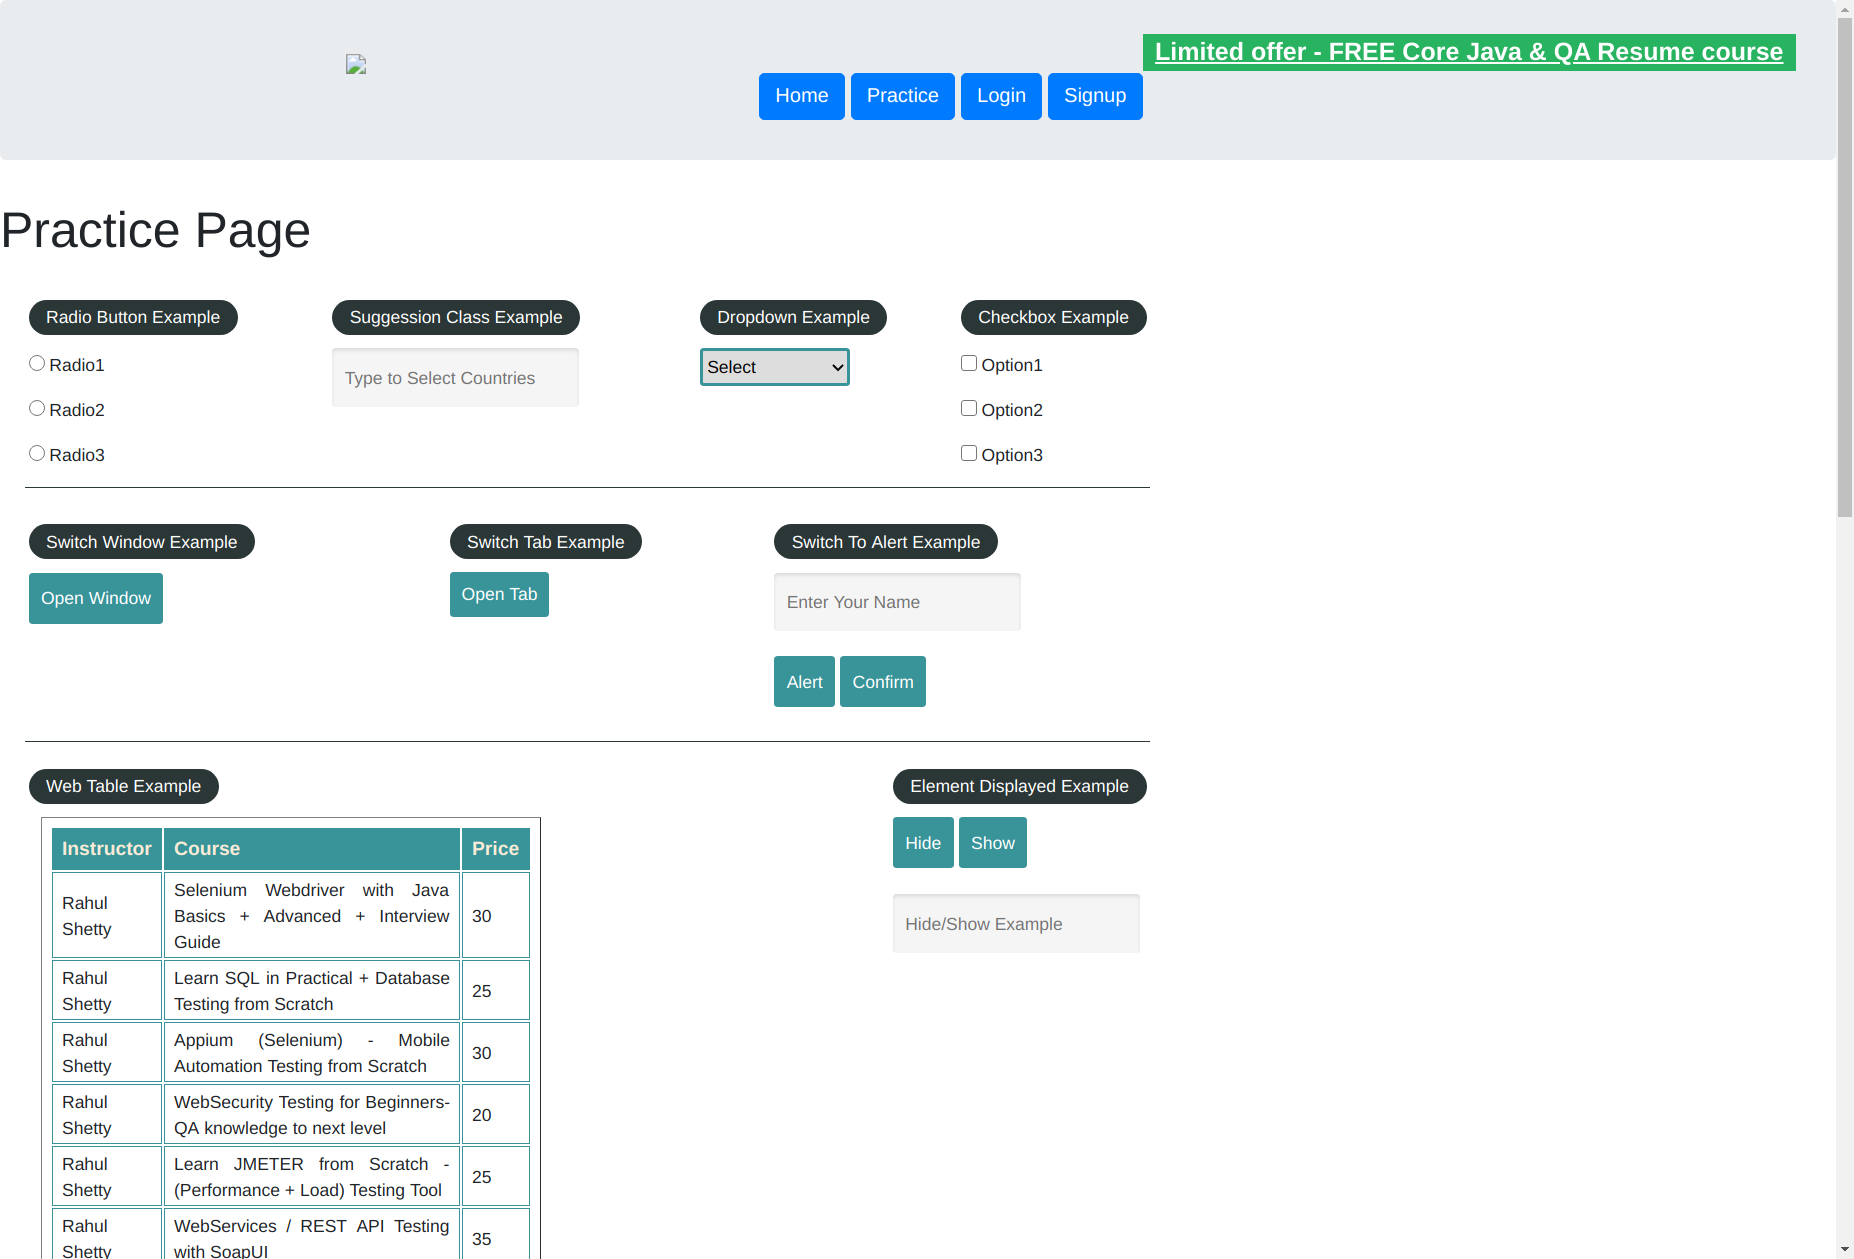 Limited offer - FREE Core Java & QA Resume course
Home Practice Login Signup
Practice Page
Radio Button Example
Radio1
Radio2
Radio3
Suggession Class Example
Type to Select Countries
Dropdown Example
Select
Checkbox Example
Option1
Option2
Option3
Switch Window Example
Open Window
Switch Tab Example
Open Tab
Switch To Alert Example
Enter Your Name
Alert Confirm
Web Table Example
Instructor Course Price
Rahul
Shetty
Selenium Webdriver with Java
Basics + Advanced + Interview
Guide
30
Rahul
Shetty
Learn SQL in Practical + Database
Testing from Scratch
25
Rahul
Shetty
Appium (Selenium) - Mobile
Automation Testing from Scratch
30
Rahul
Shetty
WebSecurity Testing for Beginners-
QA knowledge to next level
20
Rahul
Shetty
Learn JMETER from Scratch -
(Performance + Load) Testing Tool
25
Rahul
Shetty
WebServices / REST API Testing
with SoapUI
35
Element Displayed Example
Hide Show
Hide/Show Example